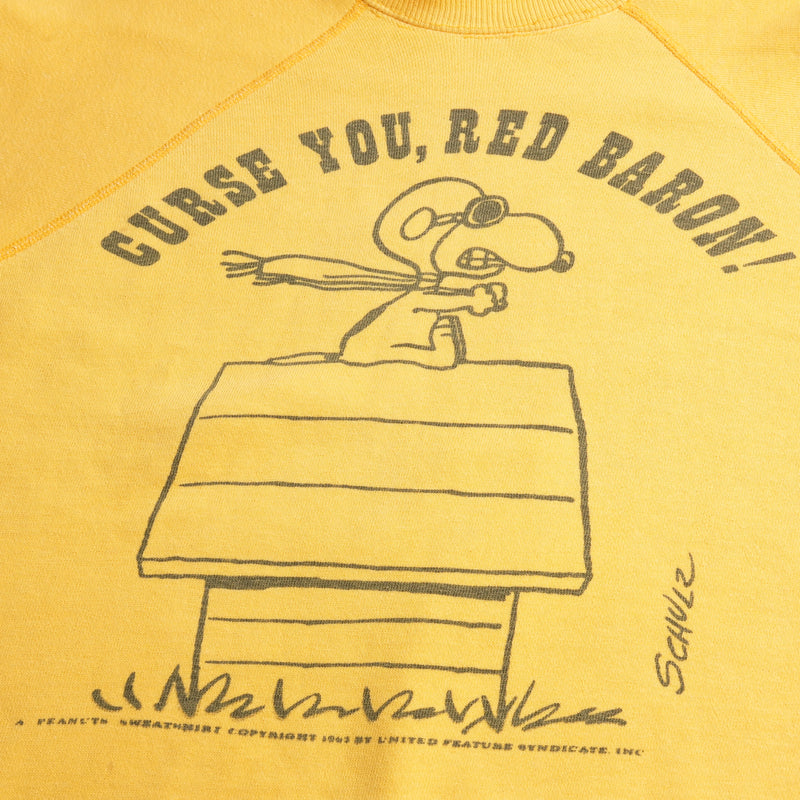 CURSE YOU, RED BARON!
SCHULZ
A PEANUTS SWEATSHIRT COPYRIGHT 1965 BY UNITED FEATURE SYNDICATE, INC